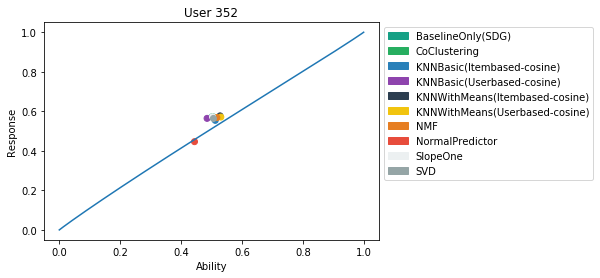 User 352
1.0
0.8
0.6
0.4
0.2
0.0
Response
0.0 0.2 0.4 0.6 0.8 1.0
Ability
BaselineOnly(SDG)
CoClustering
KNNBasic(Itembased-cosine)
KNNBasic(Userbased-cosine)
KNNWithMeans(Itembased-cosine)
KNNWithMeans(Userbased-cosine)
NMF
NormalPredictor
SlopeOne
SVD